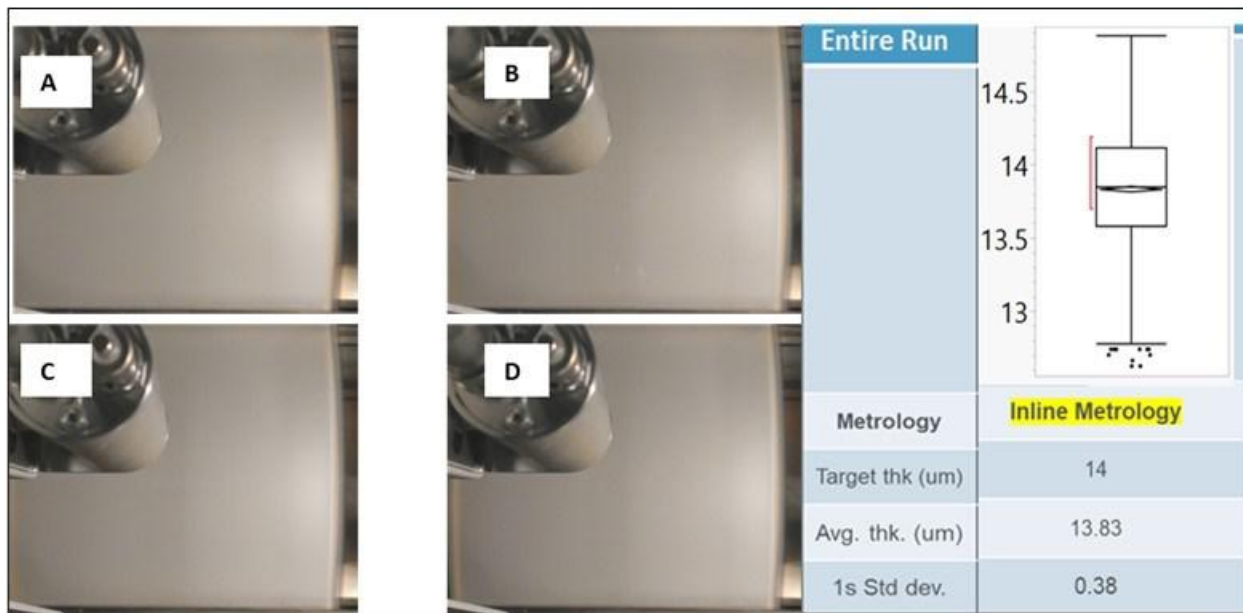 A
B
C
D
Entire Run
14.5
14
13.5
13
Metrology
Inline Metrology
Target thk (um)
14
Avg. thk. (um)
13.83
1s Std dev.
0.38